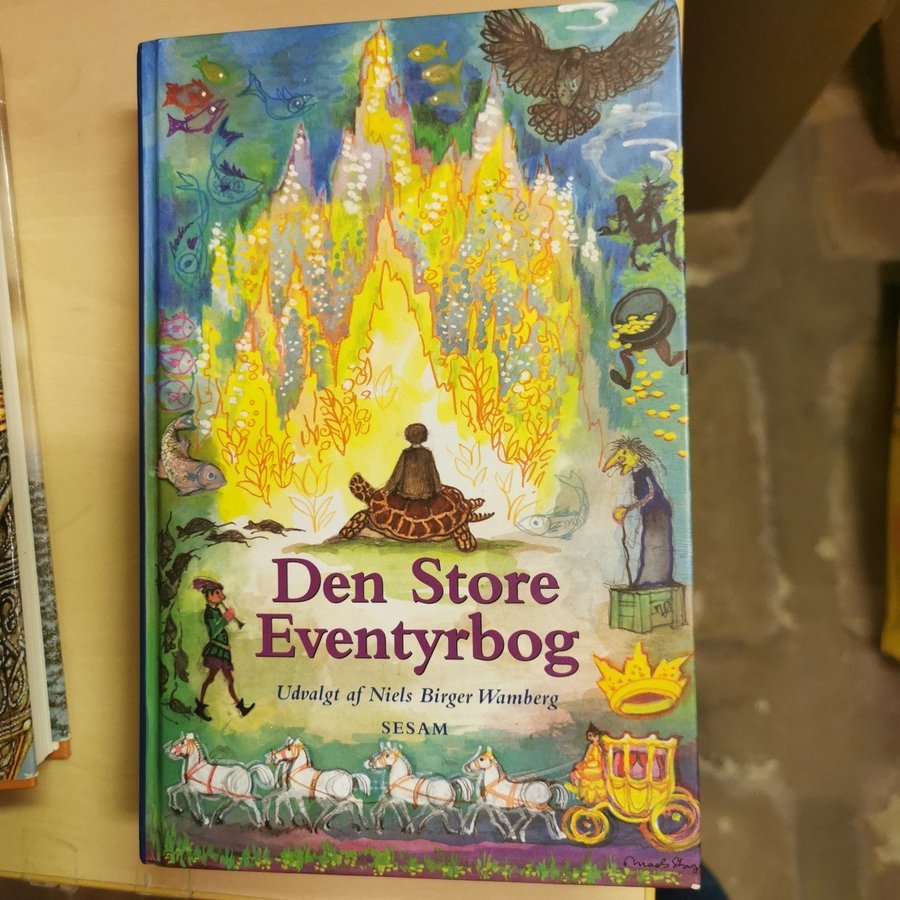 Den Store
Eventyrbog
Udvalgt af Niels Birger Wamberg
SESAM